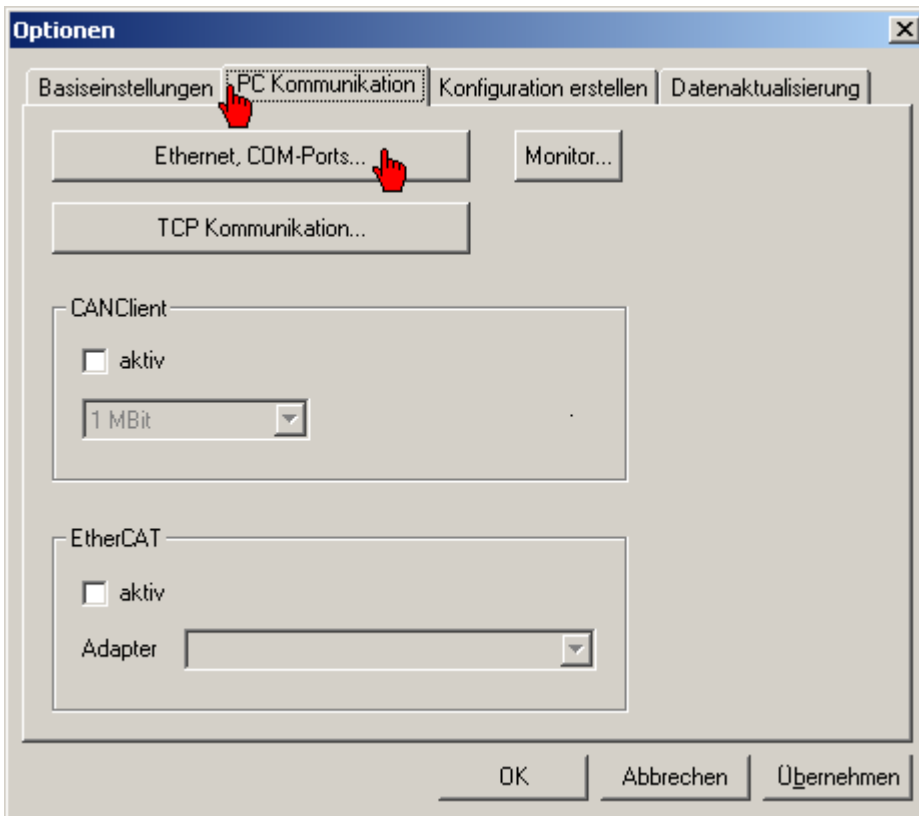 Optionen
Basiseinstellungen PC Kommunikation Konfiguration erstellen Datenaktualisierung
Ethernet, COM-Ports... Monitor...
TCP Kommunikation...
CANClient
aktiv
1 MBit
EtherCAT
aktiv
Adapter
OK Abbrechen Übernehmen